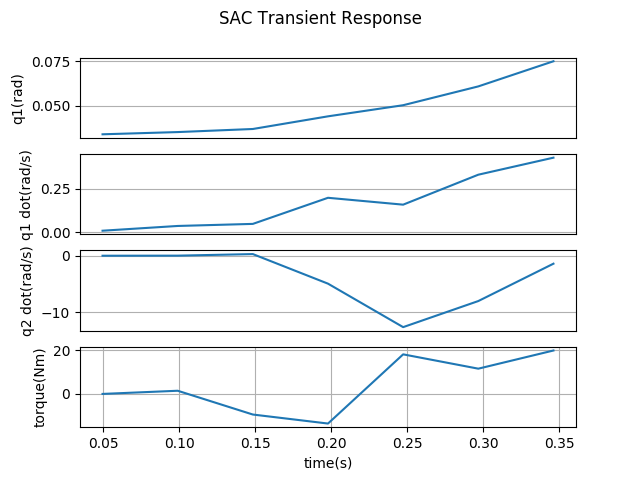 SAC Transient Response
0.075
0.050
q1(rad)
0.25
0.00
q1 dot(rad/s)
0
−10
q2 dot(rad/s)
20
0
torque(Nm)
0.05 0.10 0.15 0.20 0.25 0.30 0.35
time(s)